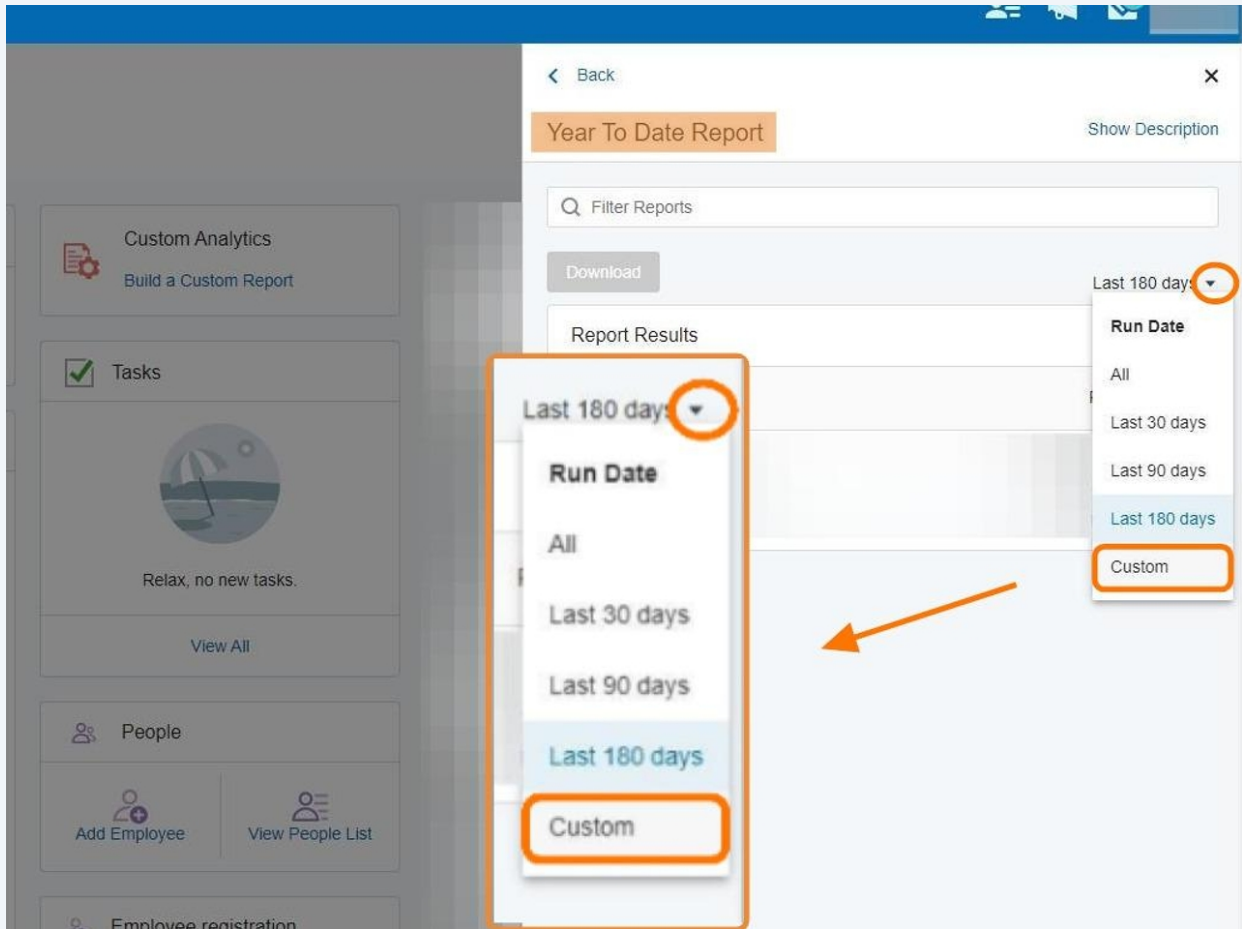 Back
Year To Date Report
Show Description
Filter Reports
Download
Last 180 days
Run Date
All
Last 30 days
Last 90 days
Last 180 days
Custom
Report Results
Last 180 days
Run Date
All
Last 30 days
Last 90 days
Last 180 days
Custom
Custom Analytics
Build a Custom Report
Tasks
Relax, no new tasks.
View All
People
Add Employee
View People List
Employee registration